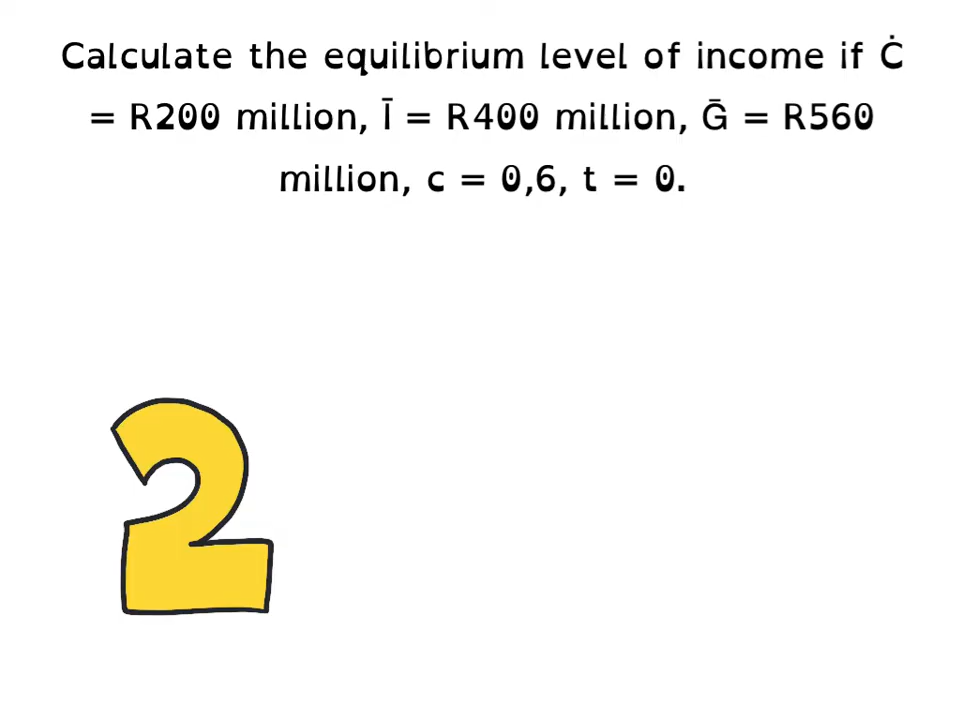 Calculate the equilibrium level of income if Ċ
= R200 million, Ī = R400 million, Ḡ = R560
million, c = 0,6, t = 0.
2